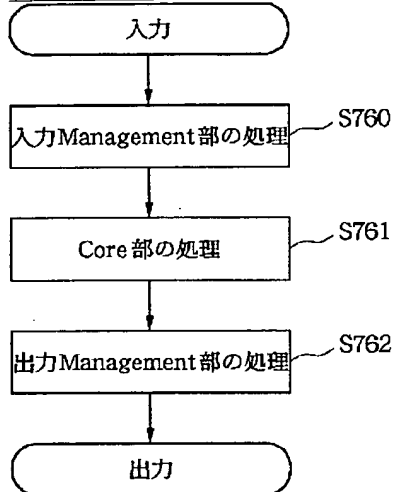 入力
入力Management部の処理
S760
Core部の処理
S761
出力Management部の処理
S762
出力